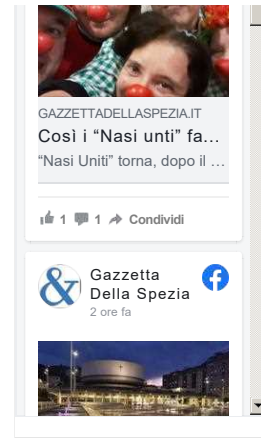 GAZZETTADELLASPEZIA.IT
Così i “Nasi unti” fa...
“Nasi Uniti” torna, dopo il ...
1 1 Condividi
&
Gazzetta
Della Spezia
2 ore fa